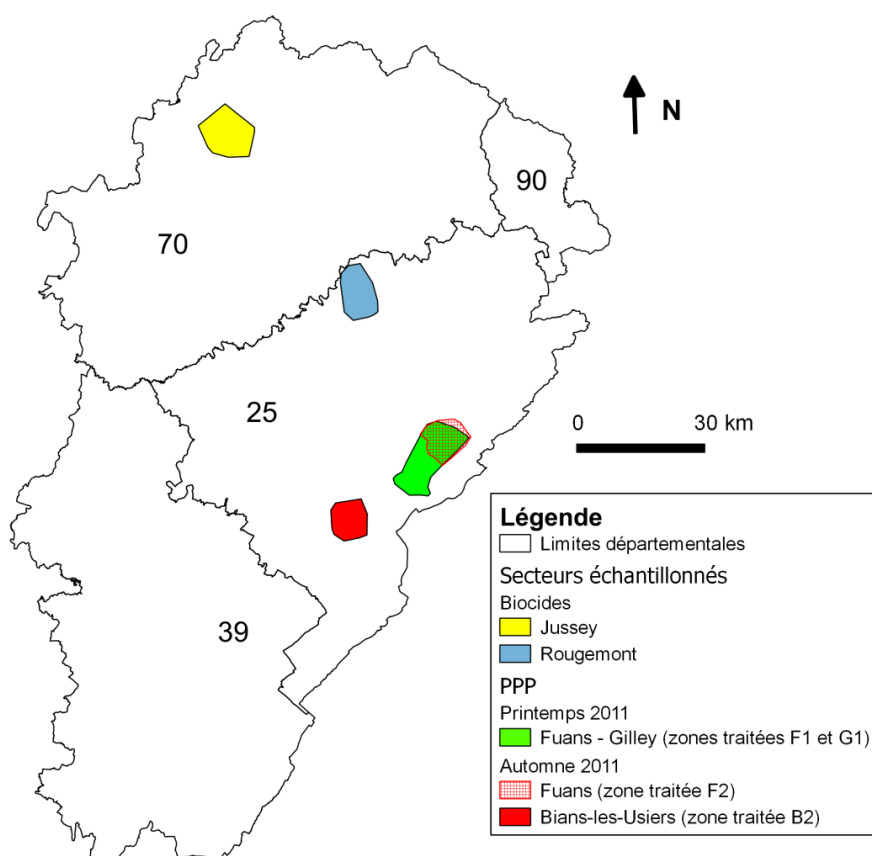 N
90
70
25
0 30 km
39
Légende
Limites départementales
Secteurs échantillonnés
Biocides
Jussey
Rougemont
PPP
Printemps 2011
Fuans - Gilley (zones traitées F1 et G1)
Automne 2011
Fuans (zone traitée F2)
Bians-les-Usiers (zone traitée B2)